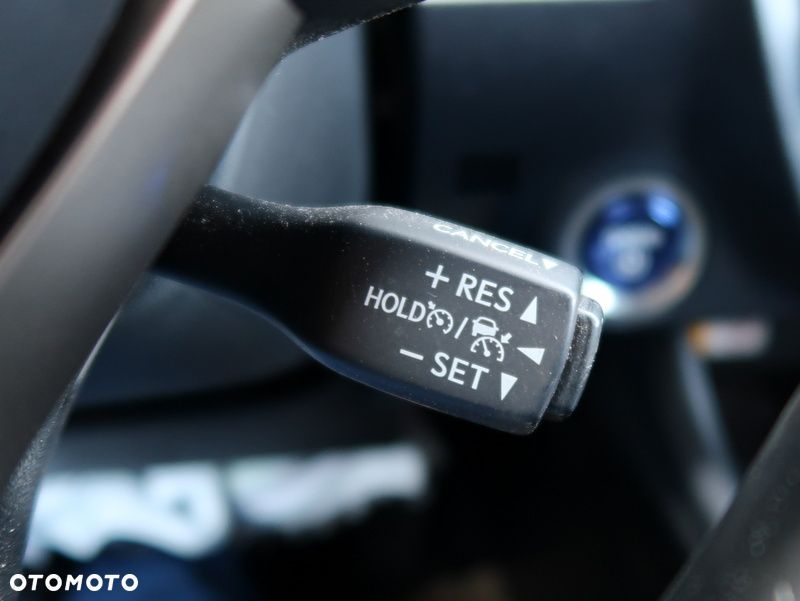 CANCEL▼
+ RES ▲
HOLD /
− SET ▼
OTOMOTO